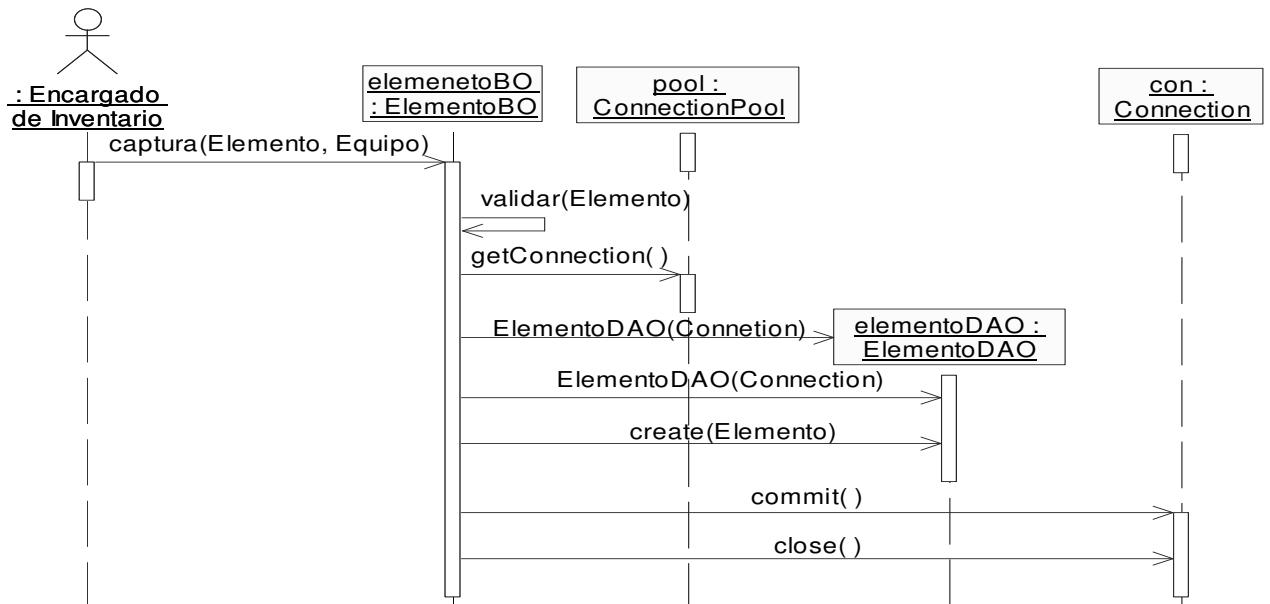 : Encargado
de Inventario
elemenetoBO
: ElementoBO
pool :
ConnectionPool
con :
Connection
captura(Elemento, Equipo)
validar(Elemento)
getConnection( )
ElementoDAO(Connetion)
elementoDAO :
ElementoDAO
ElementoDAO(Connection)
create(Elemento)
commit( )
close( )